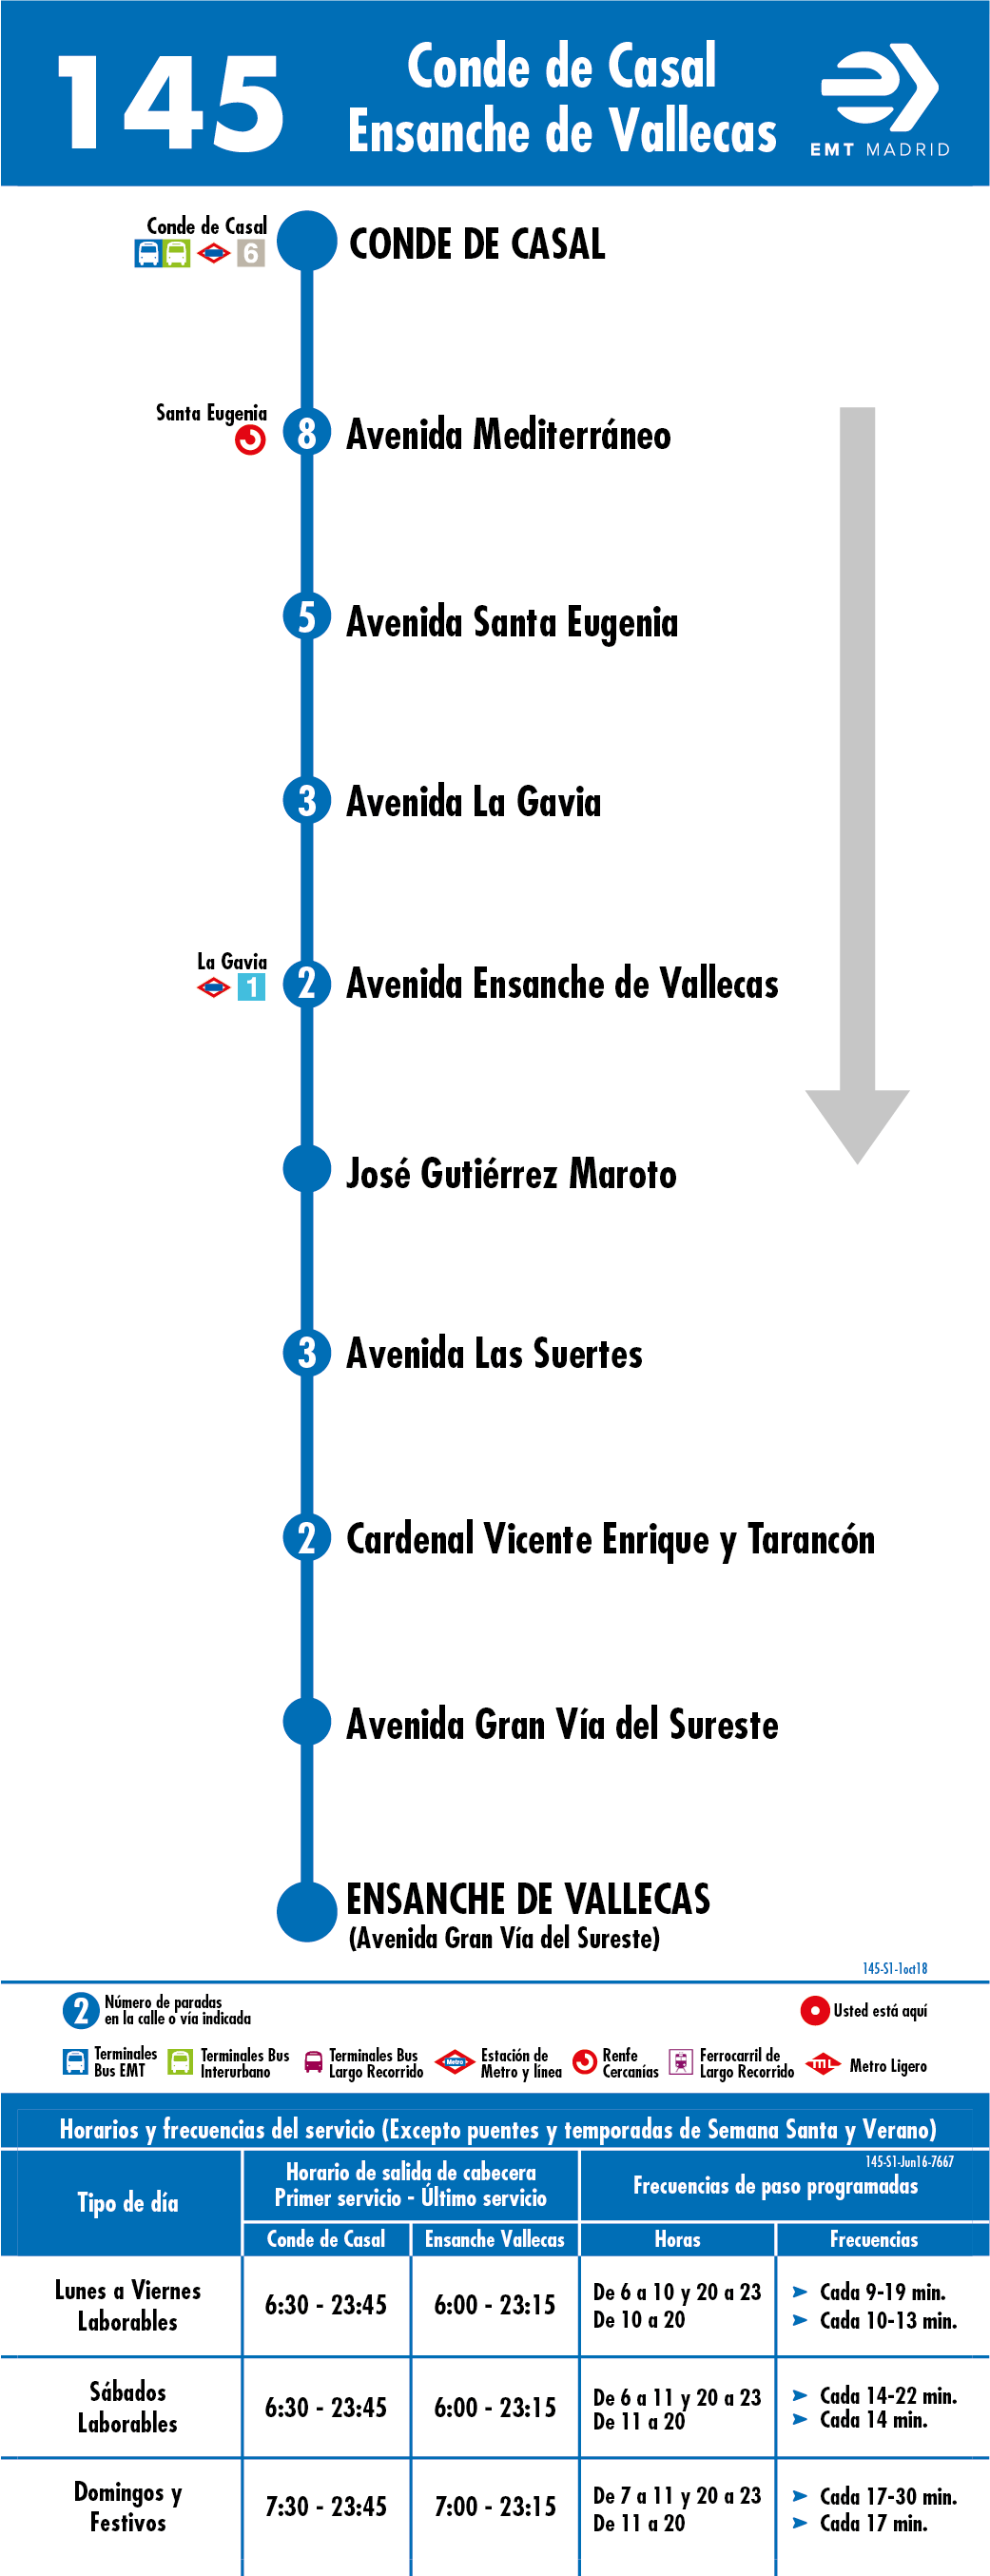 145
Conde de Casal
Ensanche de Vallecas
EMT MADRID
Conde de Casal
6
CONDE DE CASAL
Santa Eugenia
8
Avenida Mediterráneo
5
Avenida Santa Eugenia
3
Avenida La Gavia
La Gavia
1
2
Avenida Ensanche de Vallecas
José Gutiérrez Maroto
3
Avenida Las Suertes
2
Cardenal Vicente Enrique y Tarancón
Avenida Gran Vía del Sureste
ENSANCHE DE VALLECAS
(Avenida Gran Vía del Sureste)
145-S1-1oct18
2
Número de paradas
en la calle o vía indicada
Usted está aquí
Terminales
Bus EMT
Terminales Bus
Interurbano
Terminales Bus
Largo Recorrido
Metro
Estación de
Metro y línea
Renfe
Cercanías
Ferrocarril de
Largo Recorrido
ML
Metro Ligero
Horarios y frecuencias del servicio (Excepto puentes y temporadas de Semana Santa y Verano)
145-S1-Jun16-7667
Tipo de día
Horario de salida de cabecera
Primer servicio - Último servicio
Frecuencias de paso programadas
Conde de Casal
Ensanche Vallecas
Horas
Frecuencias
Lunes a Viernes
Laborables
6:30 - 23:45
6:00 - 23:15
De 6 a 10 y 20 a 23
Cada 9-19 min.
De 10 a 20
Cada 10-13 min.
Sábados
Laborables
6:30 - 23:45
6:00 - 23:15
De 6 a 11 y 20 a 23
Cada 14-22 min.
De 11 a 20
Cada 14 min.
Domingos y
Festivos
7:30 - 23:45
7:00 - 23:15
De 7 a 11 y 20 a 23
Cada 17-30 min.
De 11 a 20
Cada 17 min.